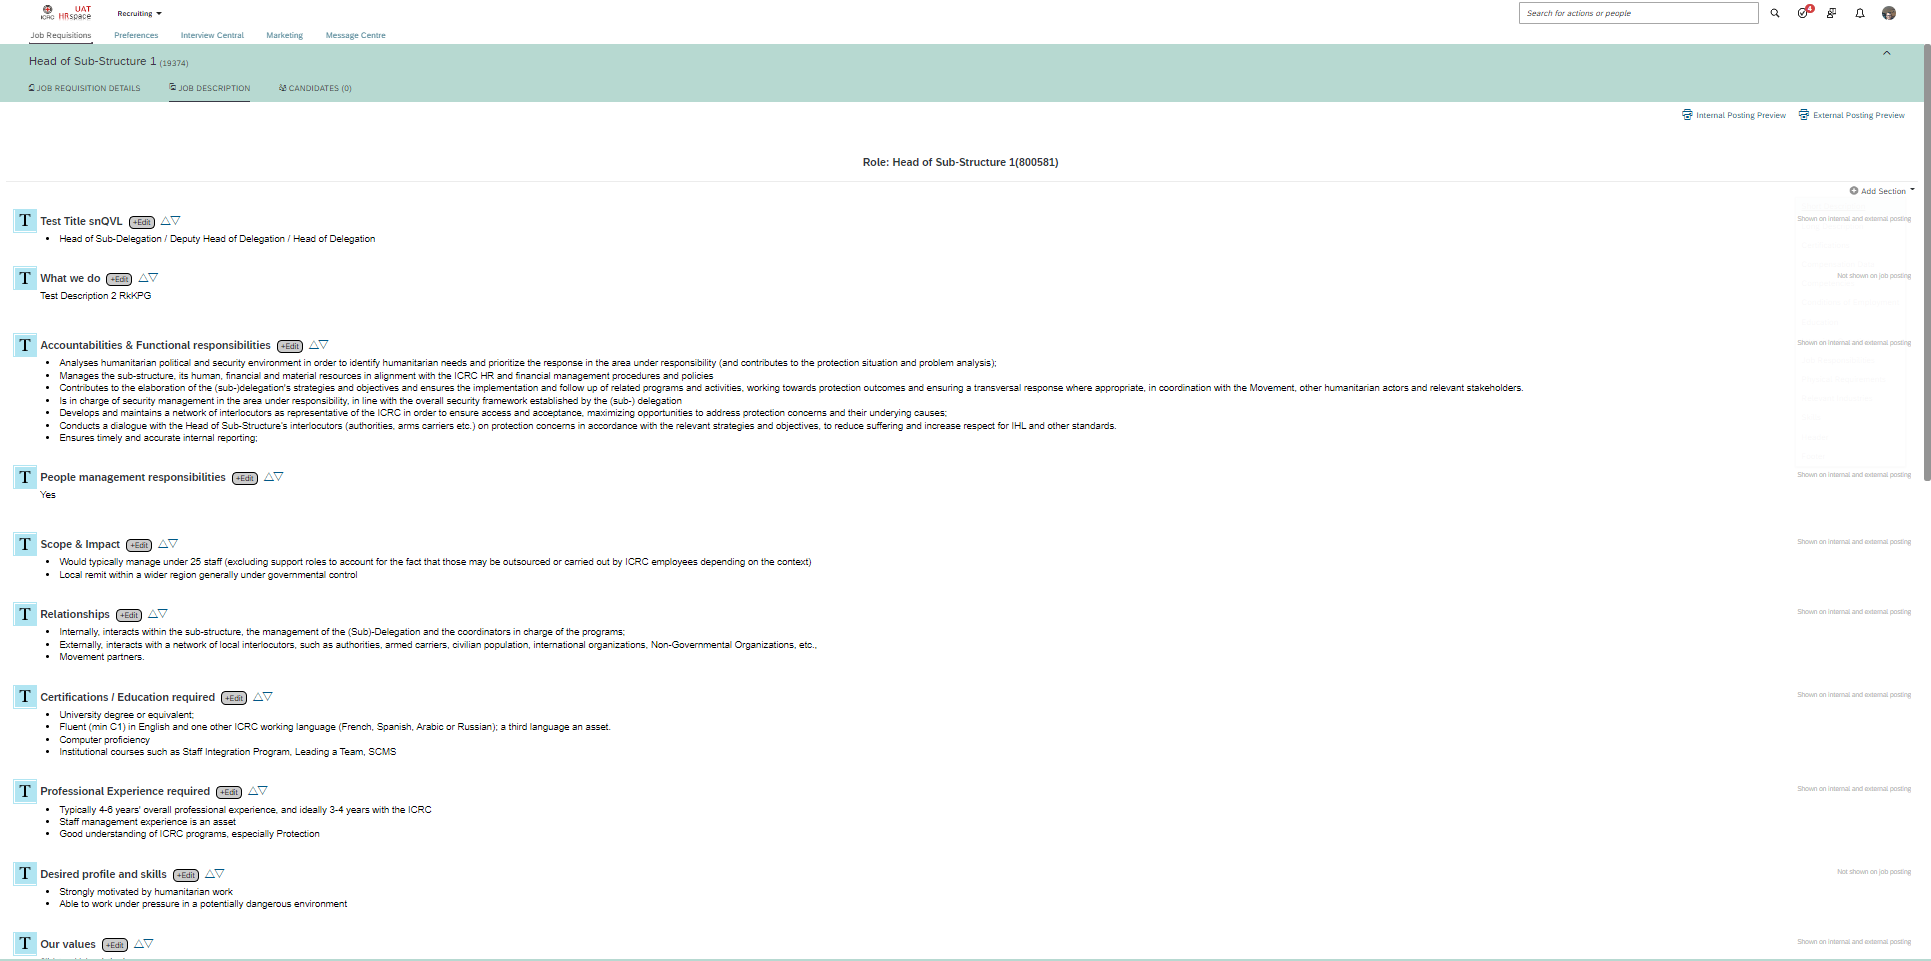 ICRC
UAT
HRspace
Recruiting
Search for actions or people
4
Job Requisitions
Preferences
Interview Central
Marketing
Message Centre
Head of Sub-Structure 1 (19374)
JOB REQUISITION DETAILS
JOB DESCRIPTION
CANDIDATES (0)
Internal Posting Preview
External Posting Preview
Role: Head of Sub-Structure 1(800581)
Add Section
T Test Title snQVL +Edit
Shown on internal and external posting
• Head of Sub-Delegation / Deputy Head of Delegation / Head of Delegation
T What we do +Edit
Not shown on job posting
Test Description 2 RkKPG
T Accountabilities & Functional responsibilities +Edit
Shown on internal and external posting
• Analyses humanitarian political and security environment in order to identify humanitarian needs and prioritize the response in the area under responsibility (and contributes to the protection situation and problem analysis);
• Manages the sub-structure, its human, financial and material resources in alignment with the ICRC HR and financial management procedures and policies
• Contributes to the elaboration of the (sub-)delegation's strategies and objectives and ensures the implementation and follow up of related programs and activities, working towards protection outcomes and ensuring a transversal response where appropriate, in coordination with the Movement, other humanitarian actors and relevant stakeholders.
• Is in charge of security management in the area under responsibility, in line with the overall security framework established by the (sub-) delegation
• Develops and maintains a network of interlocutors as representative of the ICRC in order to ensure access and acceptance, maximizing opportunities to address protection concerns and their underlying causes;
• Conducts a dialogue with the Head of Sub-Structure's interlocutors (authorities, arms carriers etc.) on protection concerns in accordance with the relevant strategies and objectives, to reduce suffering and increase respect for IHL and other standards.
• Ensures timely and accurate internal reporting;
T People management responsibilities +Edit
Shown on internal and external posting
Yes
T Scope & Impact +Edit
Shown on internal and external posting
• Would typically manage under 25 staff (excluding support roles to account for the fact that those may be outsourced or carried out by ICRC employees depending on the context)
• Local remit within a wider region generally under governmental control
T Relationships +Edit
Shown on internal and external posting
• Internally, interacts within the sub-structure, the management of the (Sub)-Delegation and the coordinators in charge of the programs;
• Externally, interacts with a network of local interlocutors, such as authorities, armed carriers, civilian population, international organizations, Non-Governmental Organizations, etc.,
• Movement partners.
T Certifications / Education required +Edit
Shown on internal and external posting
• University degree or equivalent;
• Fluent (min C1) in English and one other ICRC working language (French, Spanish, Arabic or Russian); a third language an asset.
• Computer proficiency
• Institutional courses such as Staff Integration Program, Leading a Team, SCMS
T Professional Experience required +Edit
Shown on internal and external posting
• Typically 4-6 years' overall professional experience, and ideally 3-4 years with the ICRC
• Staff management experience is an asset
• Good understanding of ICRC programs, especially Protection
T Desired profile and skills +Edit
Not shown on job posting
• Strongly motivated by humanitarian work
• Able to work under pressure in a potentially dangerous environment
T Our values +Edit
Shown on internal and external posting